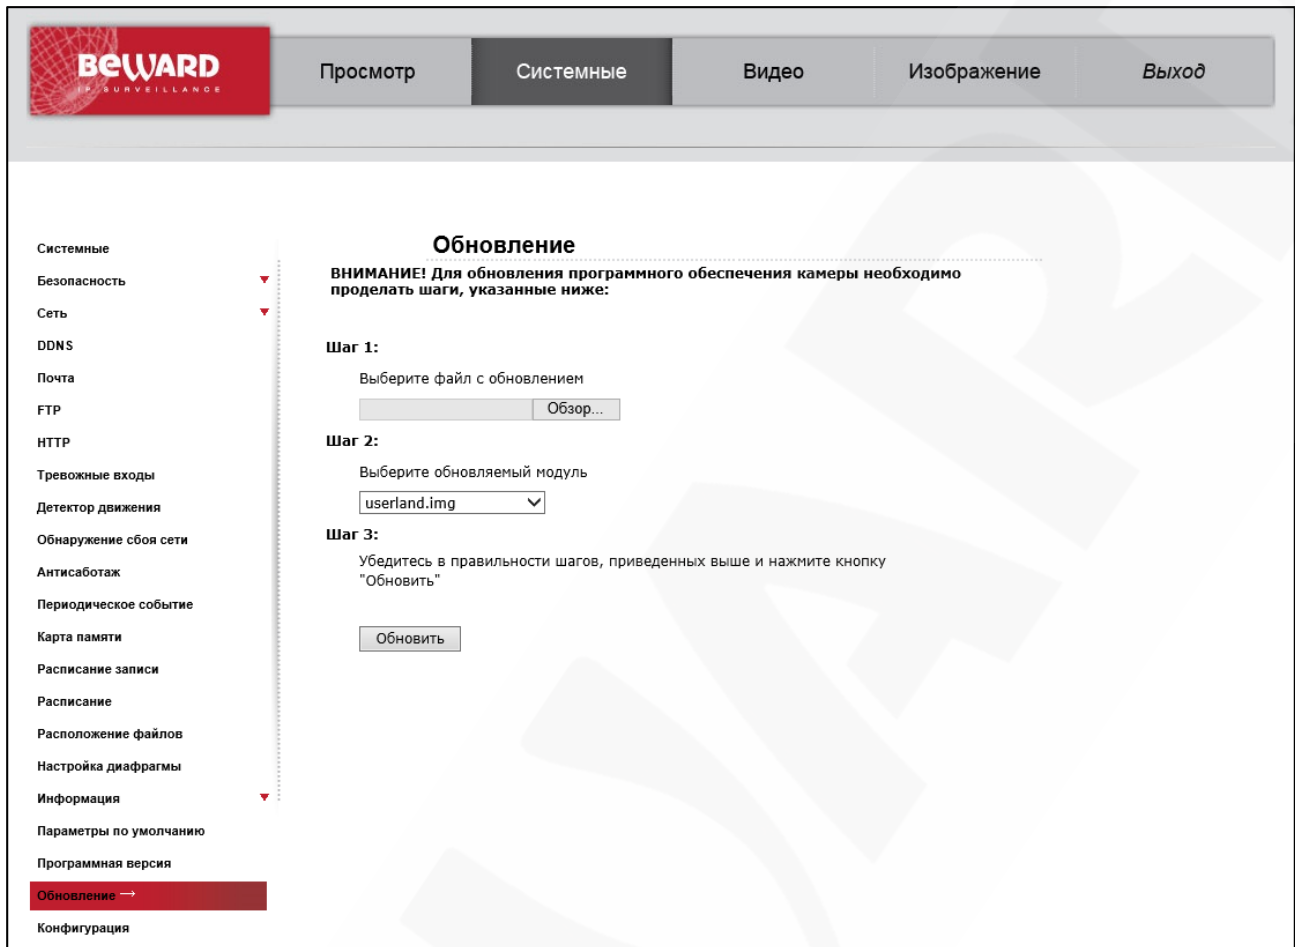 BEWARD
IP SURVEILLANCE
Просмотр
Системные
Видео
Изображение
Выход
Системные
Безопасность
Сеть
DDNS
Почта
FTP
HTTP
Тревожные входы
Детектор движения
Обнаружение сбоя сети
Антисаботаж
Периодическое событие
Карта памяти
Расписание записи
Расписание
Расположение файлов
Настройка диафрагмы
Информация
Параметры по умолчанию
Программная версия
Обновление →
Конфигурация
Обновление
ВНИМАНИЕ! Для обновления программного обеспечения камеры необходимо
проделать шаги, указанные ниже:
Шаг 1:
Выберите файл с обновлением
Обзор...
Шаг 2:
Выберите обновляемый модуль
userland.img
Шаг 3:
Убедитесь в правильности шагов, приведенных выше и нажмите кнопку
"Обновить"
Обновить